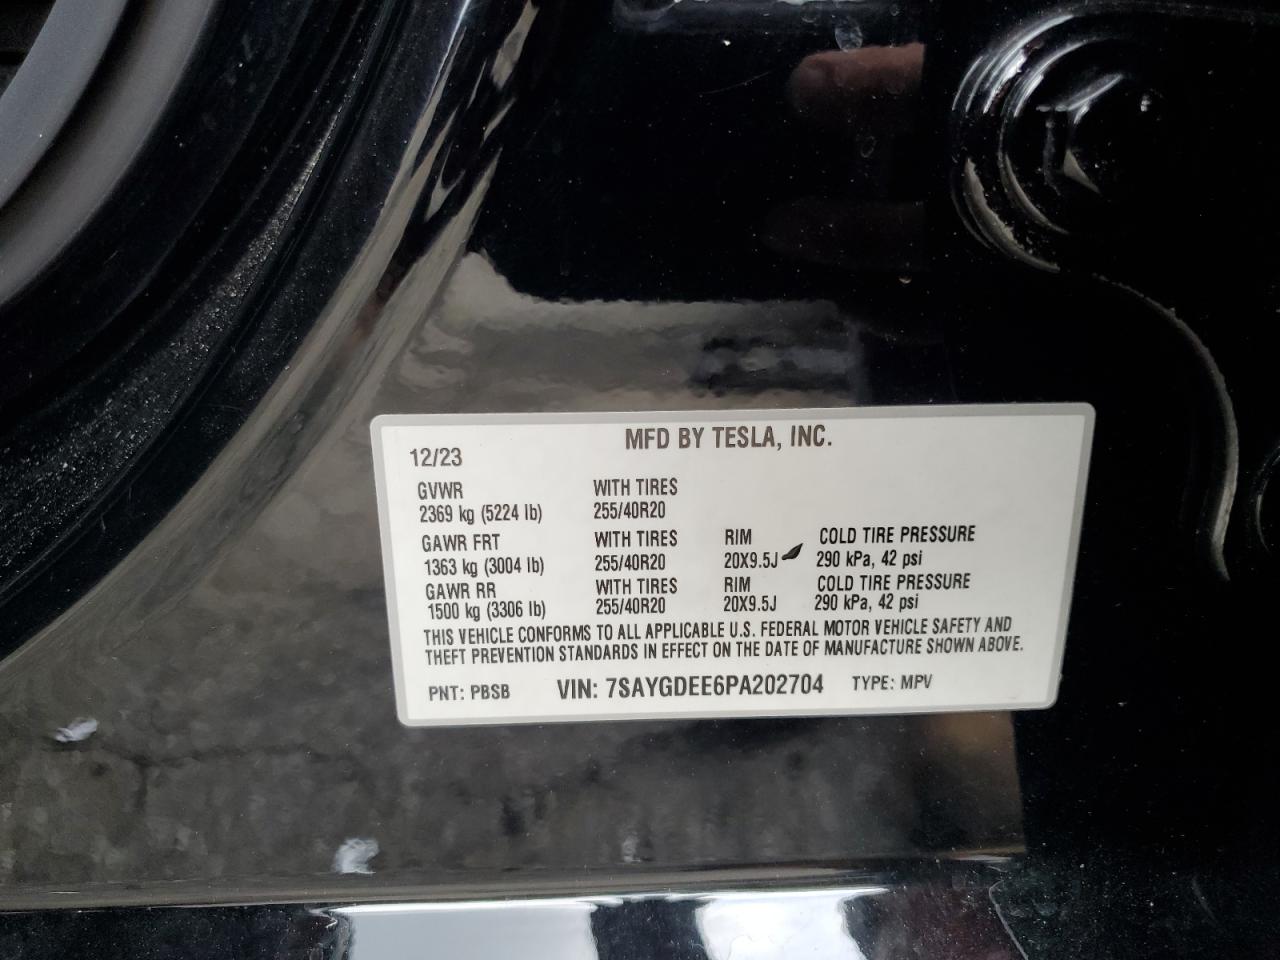 MFD BY TESLA, INC.
12/23
GVWR WITH TIRES
2369 kg (5224 lb) 255/40R20
GAWR FRT WITH TIRES RIM COLD TIRE PRESSURE
1363 kg (3004 lb) 255/40R20 20X9.5J 290 kPa, 42 psi
GAWR RR WITH TIRES RIM COLD TIRE PRESSURE
1500 kg (3306 lb) 255/40R20 20X9.5J 290 kPa, 42 psi
THIS VEHICLE CONFORMS TO ALL APPLICABLE U.S. FEDERAL MOTOR VEHICLE SAFETY AND
THEFT PREVENTION STANDARDS IN EFFECT ON THE DATE OF MANUFACTURE SHOWN ABOVE.
PNT: PBSB VIN: 7SAYGDEE6PA202704 TYPE: MPV